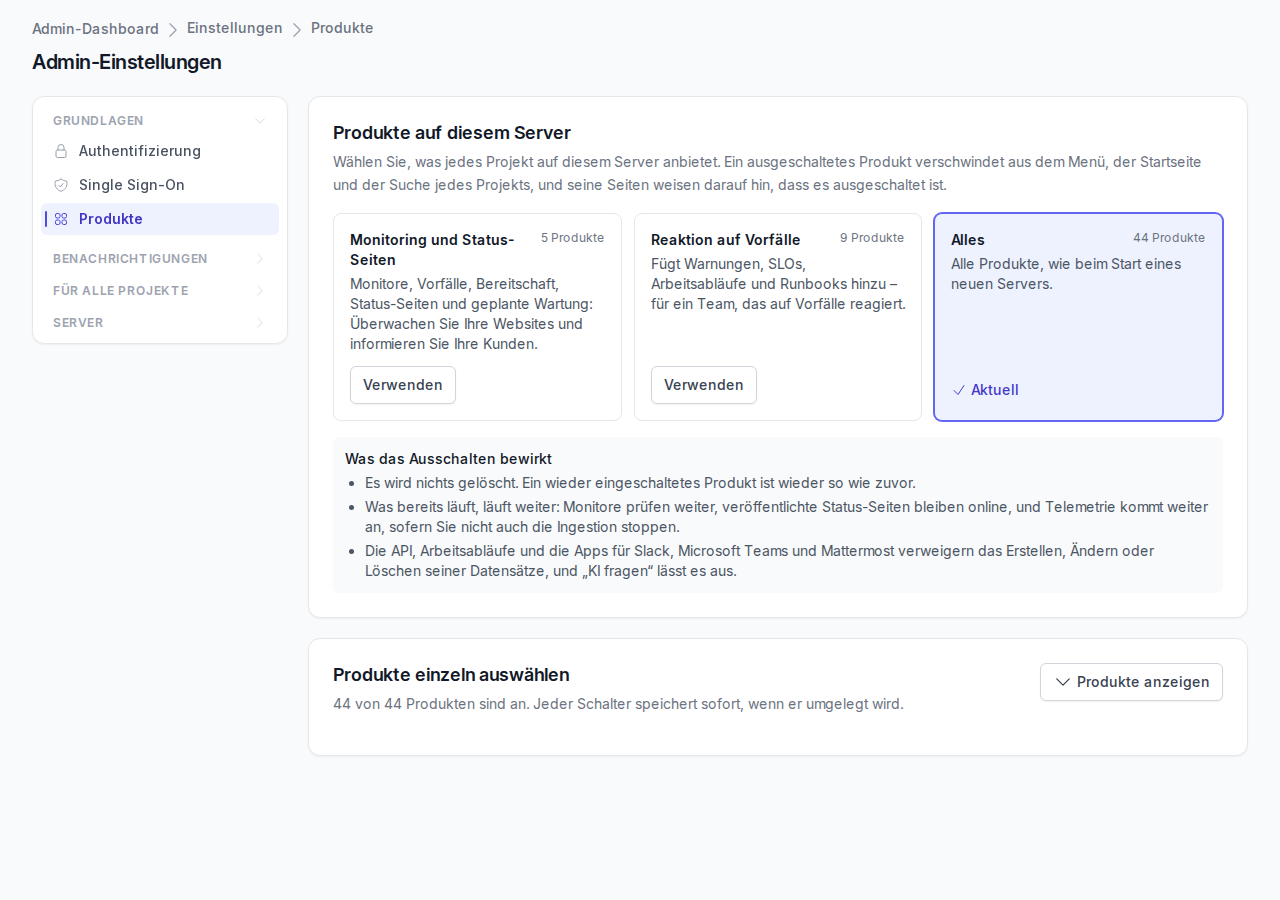 Admin-Dashboard
Einstellungen
Produkte
Admin-Einstellungen
GRUNDLAGEN
Authentifizierung
Single Sign-On
Produkte
BENACHRICHTIGUNGEN
FÜR ALLE PROJEKTE
SERVER
Produkte auf diesem Server
Wählen Sie, was jedes Projekt auf diesem Server anbietet. Ein ausgeschaltetes Produkt verschwindet aus dem Menü, der Startseite
und der Suche jedes Projekts, und seine Seiten weisen darauf hin, dass es ausgeschaltet ist.
Monitoring und Status-
Seiten
5 Produkte
Monitore, Vorfälle, Bereitschaft,
Status-Seiten und geplante Wartung:
Überwachen Sie Ihre Websites und
informieren Sie Ihre Kunden.
Verwenden
Reaktion auf Vorfälle
9 Produkte
Fügt Warnungen, SLOs,
Arbeitsabläufe und Runbooks hinzu –
für ein Team, das auf Vorfälle reagiert.
Verwenden
Alles
44 Produkte
Alle Produkte, wie beim Start eines
neuen Servers.
Aktuell
Was das Ausschalten bewirkt
Es wird nichts gelöscht. Ein wieder eingeschaltetes Produkt ist wieder so wie zuvor.
Was bereits läuft, läuft weiter: Monitore prüfen weiter, veröffentlichte Status-Seiten bleiben online, und Telemetrie kommt weiter
an, sofern Sie nicht auch die Ingestion stoppen.
Die API, Arbeitsabläufe und die Apps für Slack, Microsoft Teams und Mattermost verweigern das Erstellen, Ändern oder
Löschen seiner Datensätze, und „KI fragen“ lässt es aus.
Produkte einzeln auswählen
44 von 44 Produkten sind an. Jeder Schalter speichert sofort, wenn er umgelegt wird.
Produkte anzeigen